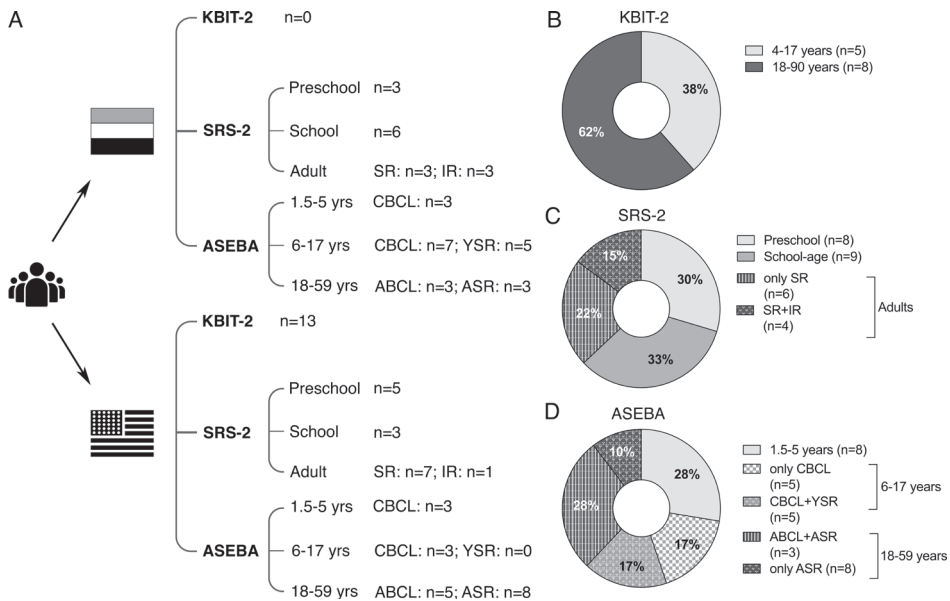 A
KBIT-2 n=0
SRS-2
Preschool n=3
School n=6
Adult SR: n=3; IR: n=3
ASEBA
1.5-5 yrs CBCL: n=3
6-17 yrs CBCL: n=7; YSR: n=5
18-59 yrs ABCL: n=3; ASR: n=3
KBIT-2 n=13
SRS-2
Preschool n=5
School n=3
Adult SR: n=7; IR: n=1
ASEBA
1.5-5 yrs CBCL: n=3
6-17 yrs CBCL: n=3; YSR: n=0
18-59 yrs ABCL: n=5; ASR: n=8
B
KBIT-2
38%
62%
4-17 years (n=5)
18-90 years (n=8)
C
SRS-2
15%
30%
22%
33%
Preschool (n=8)
School-age (n=9)
only SR
(n=6)
SR+IR
(n=4)
Adults
D
ASEBA
10%
28%
28%
17%
17%
1.5-5 years (n=8)
only CBCL
(n=5)
CBCL+YSR
(n=5)
6-17 years
ABCL+ASR
(n=3)
only ASR (n=8)
18-59 years